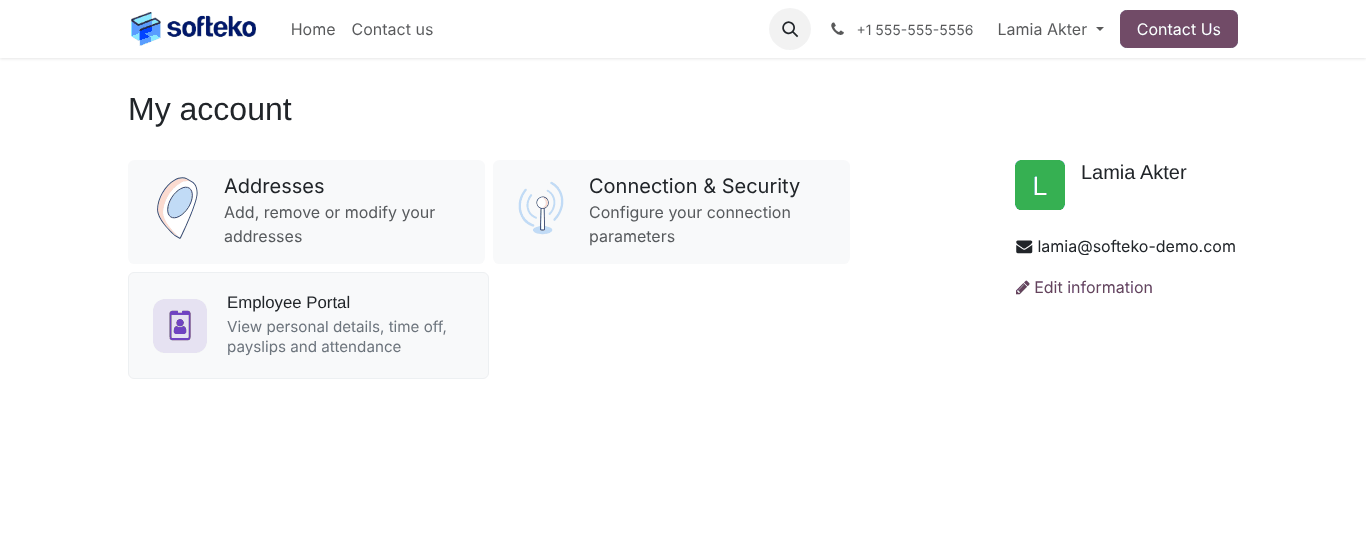 softeko Home Contact us +1 555-555-5556 Lamia Akter Contact Us
My account
Addresses
Add, remove or modify your
addresses
Connection & Security
Configure your connection
parameters
Employee Portal
View personal details, time off,
payslips and attendance
L Lamia Akter
lamia@softeko-demo.com
Edit information